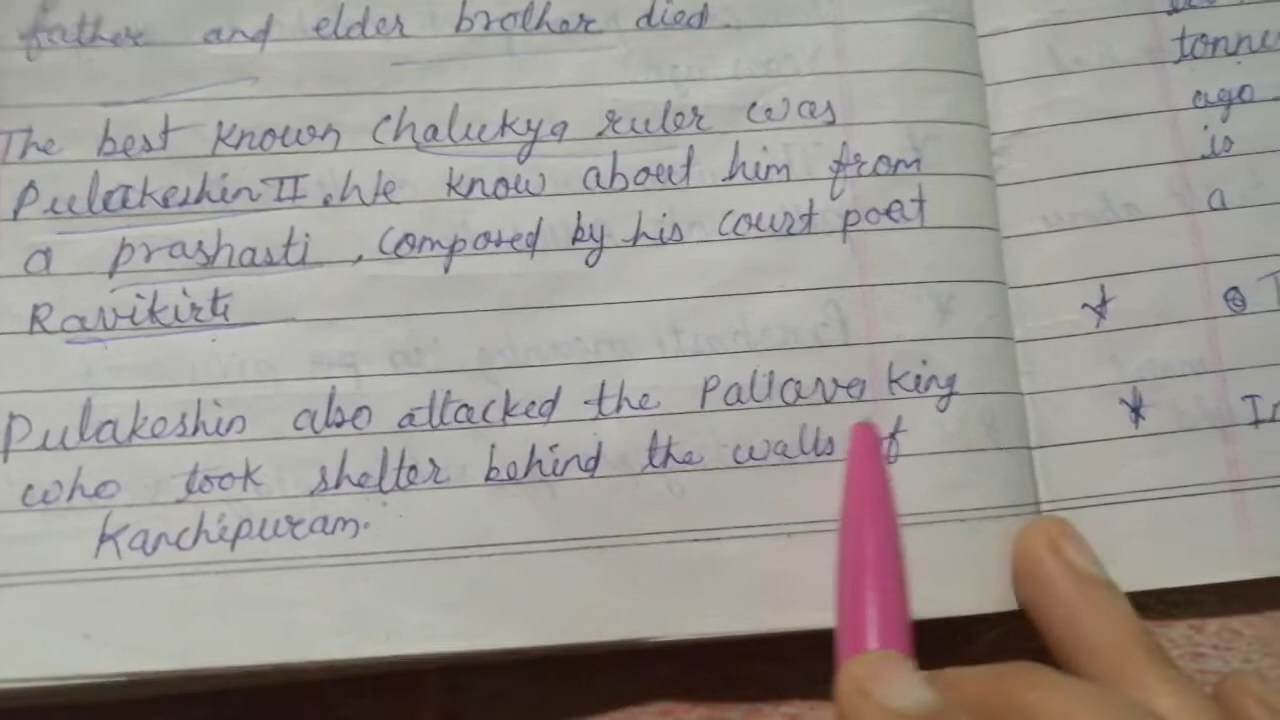 father and elder brother died.
The best known Chalukya ruler was
Pulakeshin II. We know about him from
a prashasti, composed by his court poet
Ravikirti
Pulakeshin also attacked the Pallava King
who took shelter behind the walls of
Kanchipuram.
tonne
ago
is
a